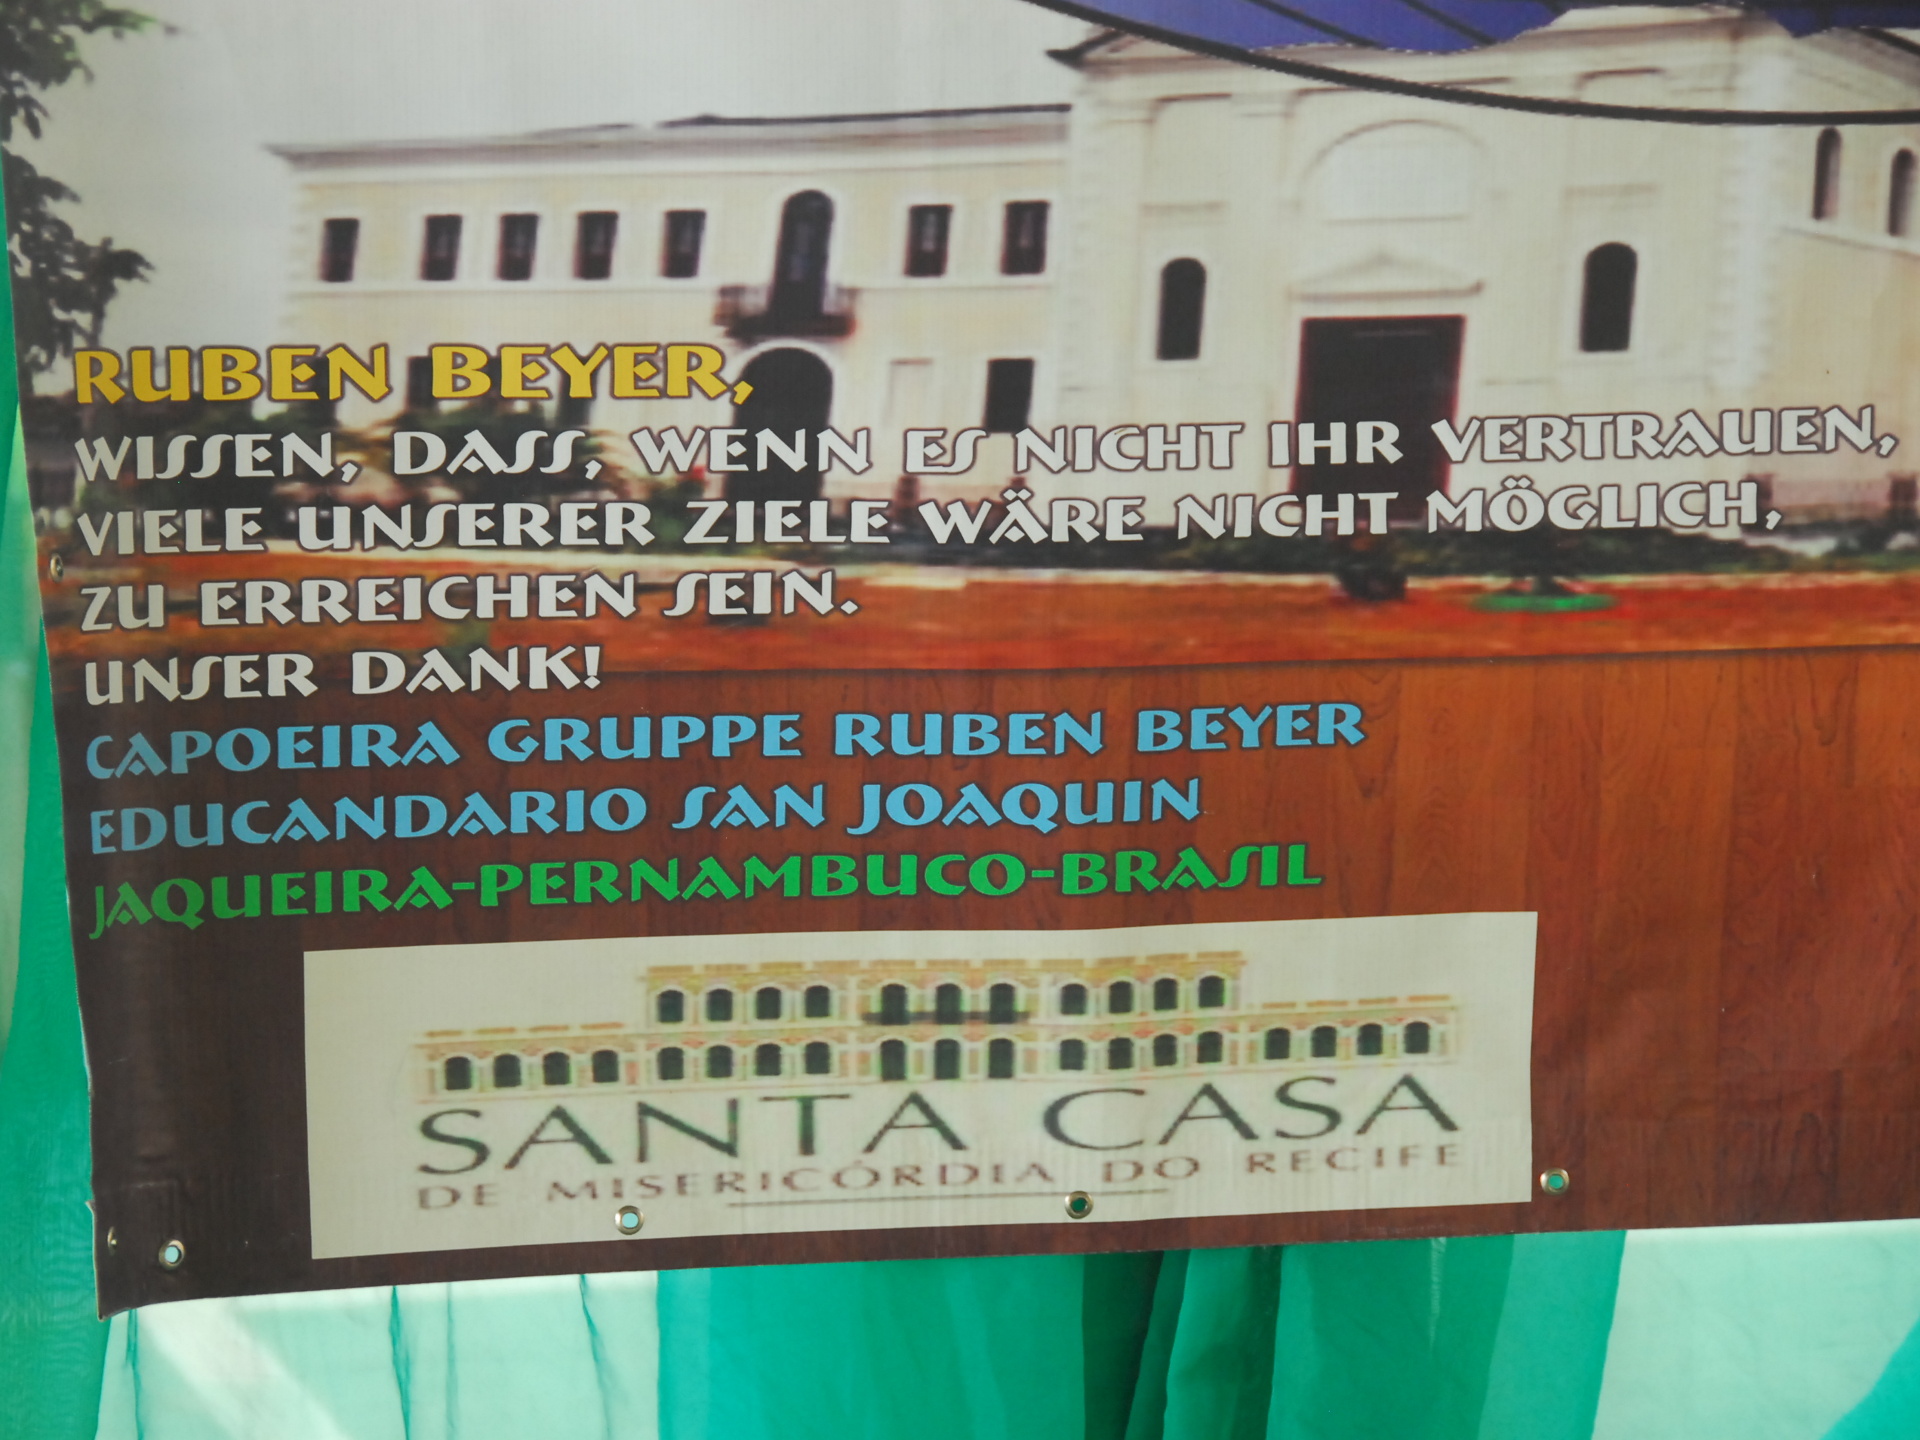 RUBEN BEYER,
WISSEN, DASS, WENN ES NICHT IHR VERTRAUEN,
VIELE UNSERER ZIELE WÄRE NICHT MÖGLICH,
ZU ERREICHEN SEIN.
UNSER DANK!
CAPOEIRA GRUPPE RUBEN BEYER
EDUCANDARIO SAN JOAQUIN
JAQUEIRA-PERNAMBUCO-BRASIL
SANTA CASA
DE MISERICÓRDIA DO RECIFE